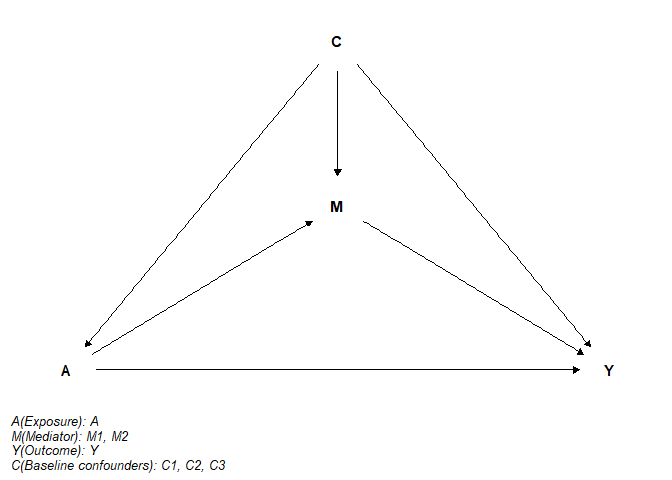 C
M
A
Y
A(Exposure): A
M(Mediator): M1, M2
Y(Outcome): Y
C(Baseline confounders): C1, C2, C3